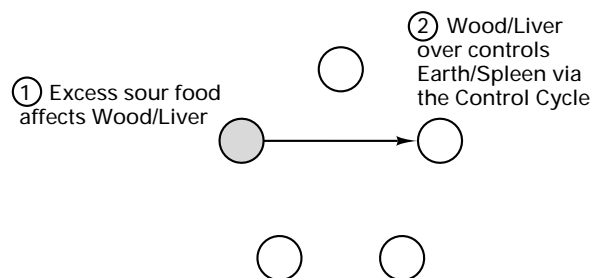 ① Excess sour food
affects Wood/Liver
② Wood/Liver
over controls
Earth/Spleen via
the Control Cycle